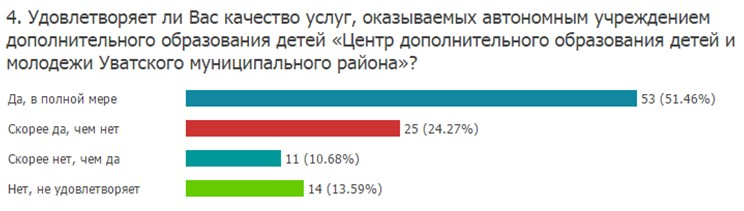 4. Удовлетворяет ли Вас качество услуг, оказываемых автономным учреждением
дополнительного образования детей «Центр дополнительного образования детей и
молодежи Уватского муниципального района»?
Да, в полной мере 53 (51.46%)
Скорее да, чем нет 25 (24.27%)
Скорее нет, чем да 11 (10.68%)
Нет, не удовлетворяет 14 (13.59%)